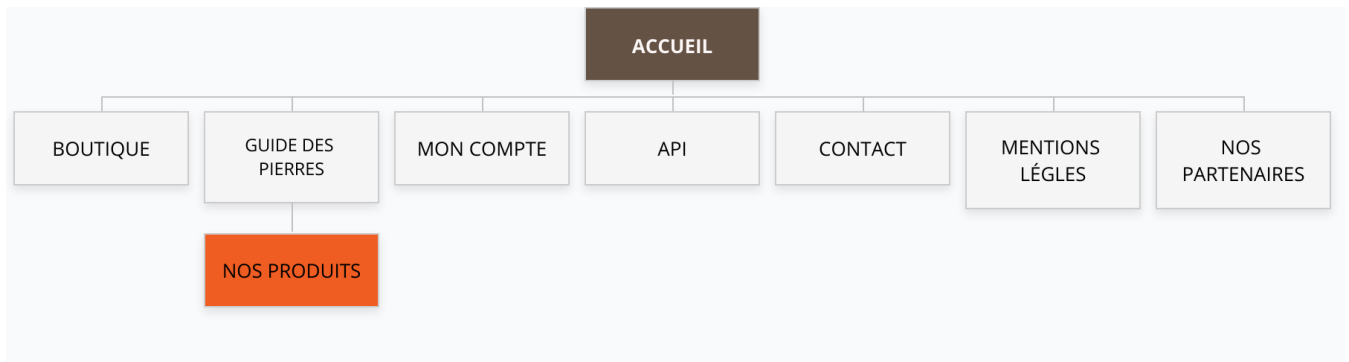 ACCUEIL
BOUTIQUE
GUIDE DES
PIERRES
MON COMPTE
API
CONTACT
MENTIONS
LÉGLES
NOS
PARTENAIRES
NOS PRODUITS